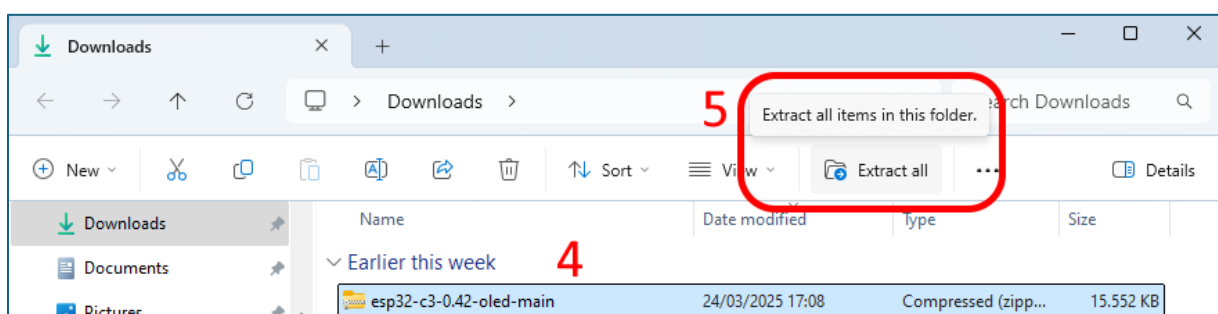 Downloads
Downloads
5
Extract all items in this folder.
Search Downloads
New
Sort
View
Extract all
Details
Downloads
Name
Date modified
Type
Size
Documents
Earlier this week
4
Pictures
esp32-c3-0.42-oled-main
24/03/2025 17:08
Compressed (zipp...
15.552 KB